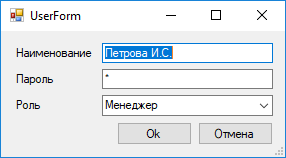 UserForm
Наименование Петрова И.С.
Пароль *
Роль Менеджер
Ok Отмена